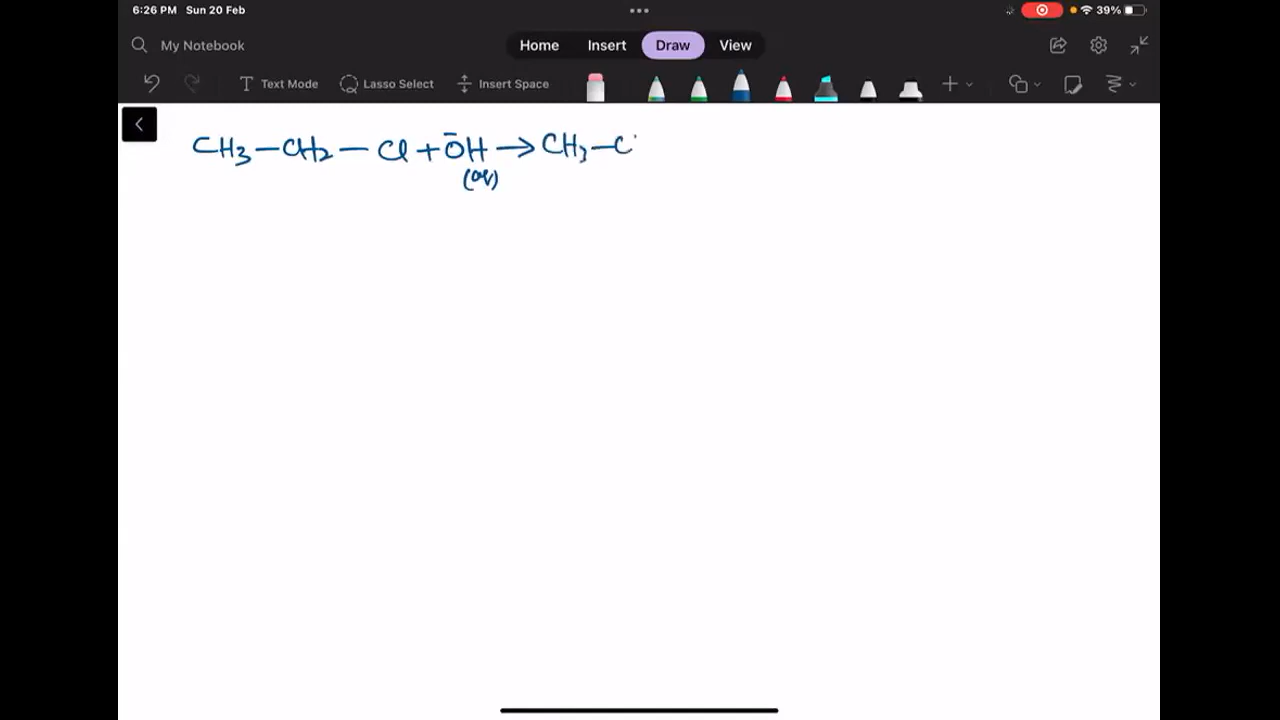 6:26 PM Sun 20 Feb 39%
My Notebook Home Insert Draw View
Text Mode Lasso Select Insert Space
CH3-CH2-Cl + ŌH → CH3-C
(aq)